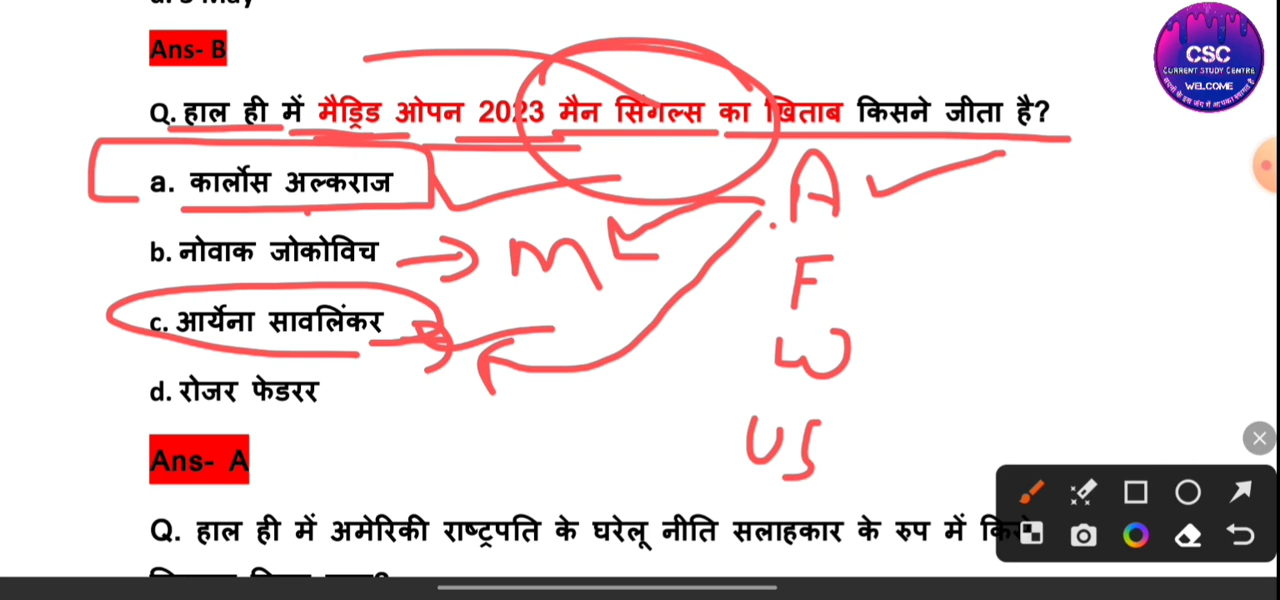 Ans- B
CSC
CURRENT STUDY CENTRE
WELCOME
Q. हाल ही में मैड्रिड ओपन 2023 मैन सिंगल्स का खिताब किसने जीता है?
a. कार्लोस अल्कराज
A
b. नोवाक जोकोविच
M
F
c. आर्येना सावलिंकर
W
d. रोजर फेडरर
US
Ans- A
Q. हाल ही में अमेरिकी राष्ट्रपति के घरेलू नीति सलाहकार के रुप में